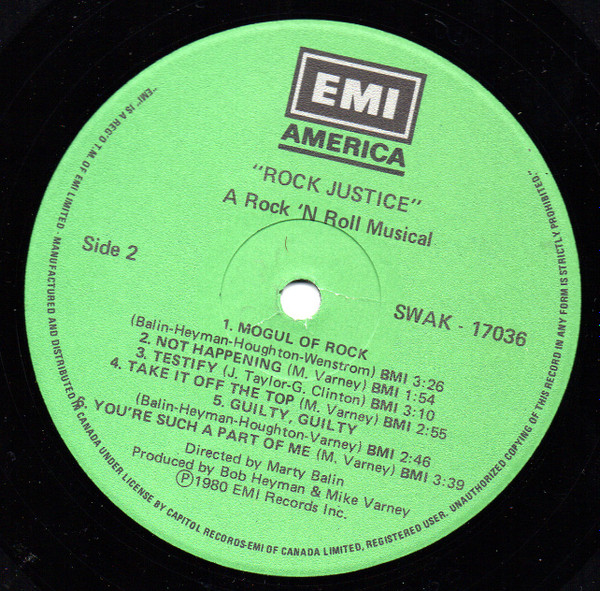 EMI
AMERICA
"ROCK JUSTICE"
A Rock 'N Roll Musical
Side 2
SWAK - 17036
1. MOGUL OF ROCK
(Balin-Heyman-Houghton-Wenstrom) BMI 3:26
2. NOT HAPPENING (M. Varney) BMI 1:54
3. TESTIFY (J. Taylor-G. Clinton) BMI 3:10
4. TAKE IT OFF THE TOP (M. Varney) BMI 2:55
5. GUILTY, GUILTY
(Balin-Heyman-Houghton-Varney) BMI 2:46
6. YOU'RE SUCH A PART OF ME (M. Varney) BMI 3:39
Directed by Marty Balin
Produced by Bob Heyman & Mike Varney
Ⓟ1980 EMI Records Inc.
"EMI" IS A REG'D T.M. OF EMI LIMITED - MANUFACTURED AND DISTRIBUTED IN CANADA UNDER LICENSE BY CAPITOL RECORDS-EMI OF CANADA LIMITED, REGISTERED USER. UNAUTHORIZED COPYING OF THIS RECORD IN ANY FORM IS STRICTLY PROHIBITED.